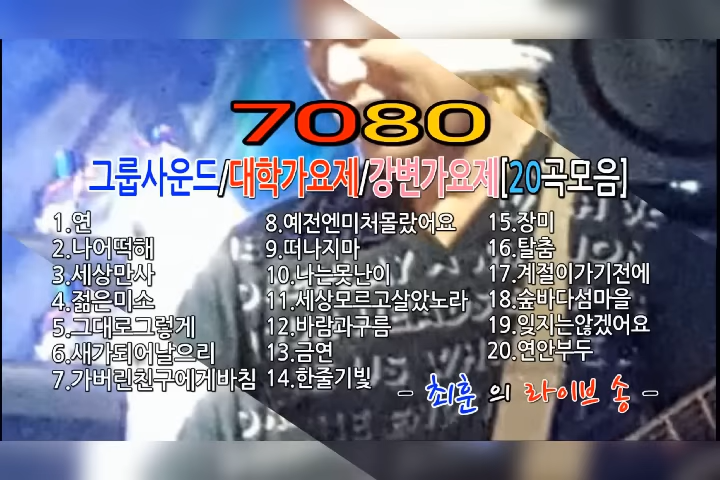 7080
그룹사운드/대학가요제/강변가요제[20곡모음]
1.연
2.나어떡해
3.세상만사
4.젊은미소
5.그대로그렇게
6.새가되어날으리
7.가버린친구에게바침
8.예전엔미처몰랐어요
9.떠나지마
10.나는못난이
11.세상모르고살았노라
12.바람과구름
13.금연
14.한줄기빛
15.장미
16.탈춤
17.계절이가기전에
18.숲바다섬마을
19.잊지는않겠어요
20.연안부두
- 최훈 의 라이브 송 -